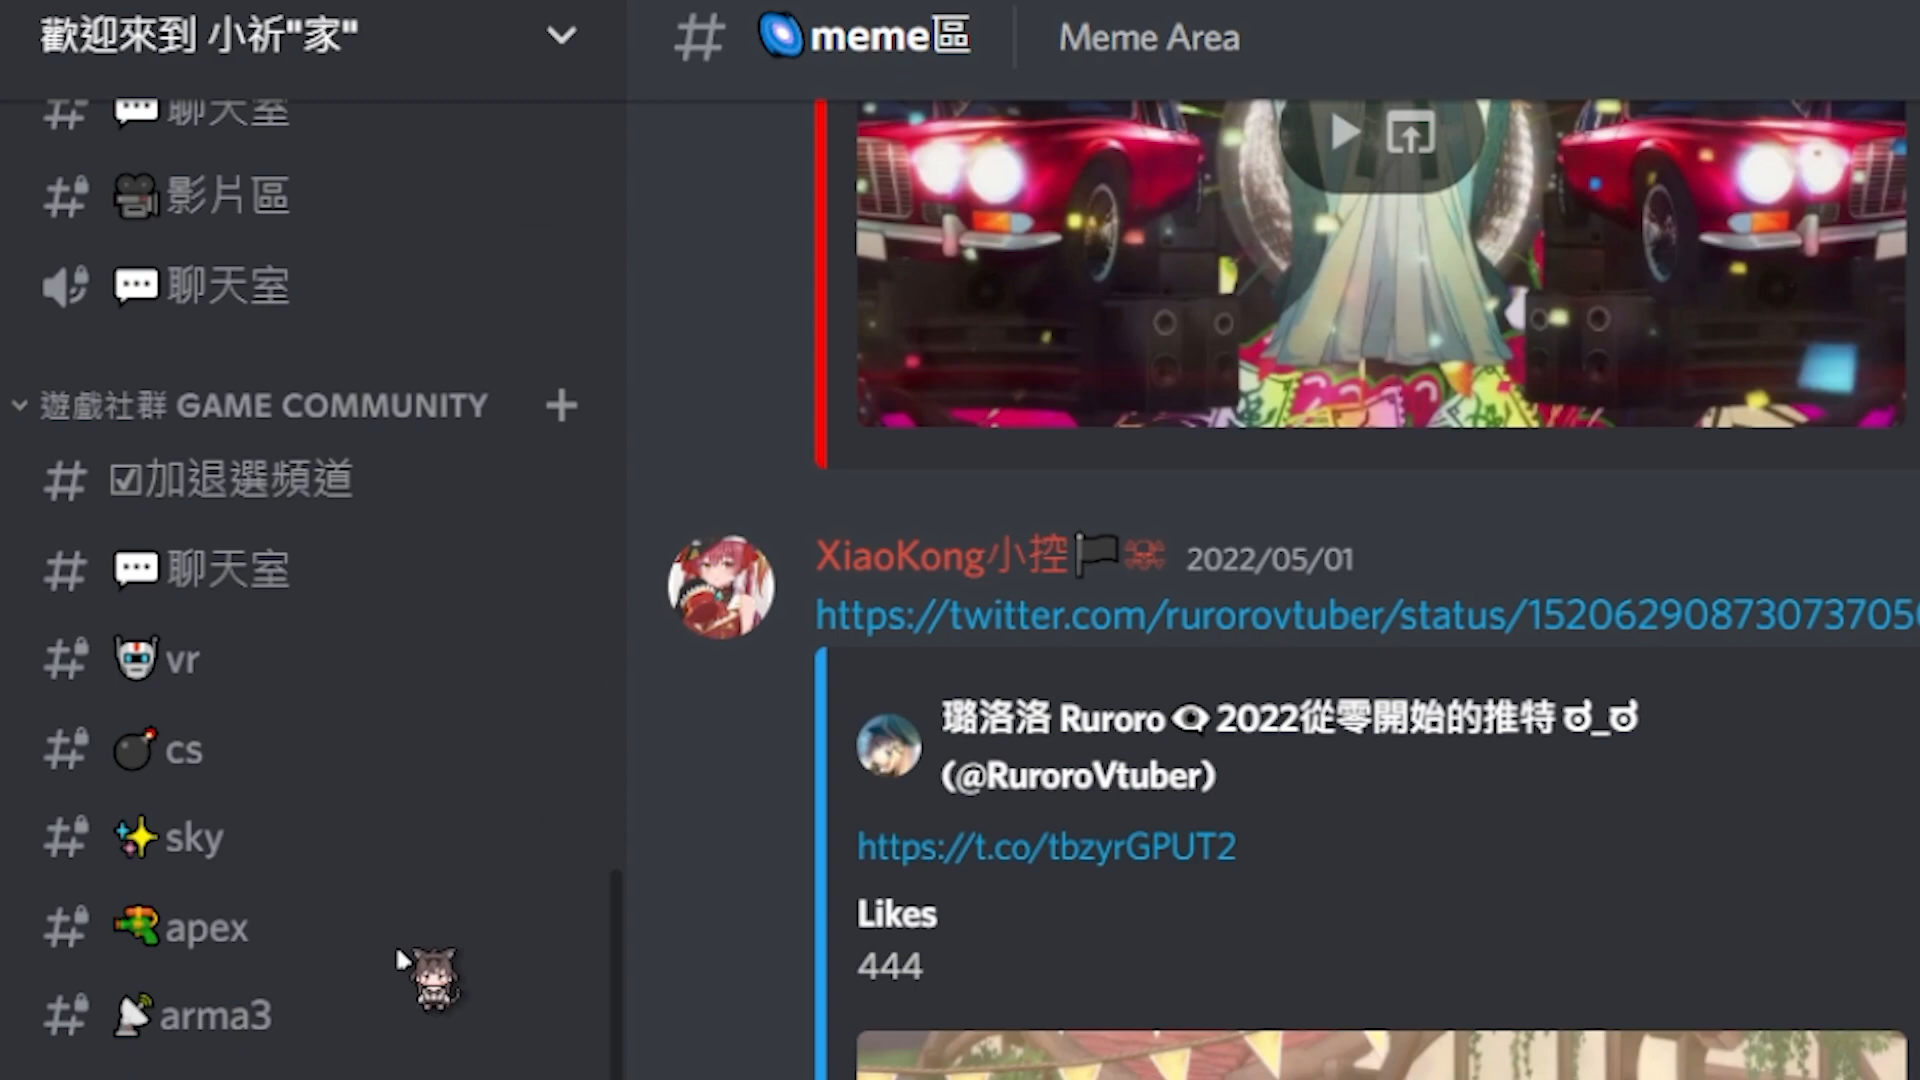 歡迎來到 小祈"家"
meme區
Meme Area
聊天室
影片區
聊天室
遊戲社群 GAME COMMUNITY
加退選頻道
聊天室
vr
cs
sky
apex
arma3
XiaoKong小控 2022/05/01
https://twitter.com/rurorovtuber/status/1520629087307370500
璐洛洛 Ruroro 2022從零開始的推特 ಠ_ಠ
(@RuroroVtuber)
https://t.co/tbzyrGPUT2
Likes
444